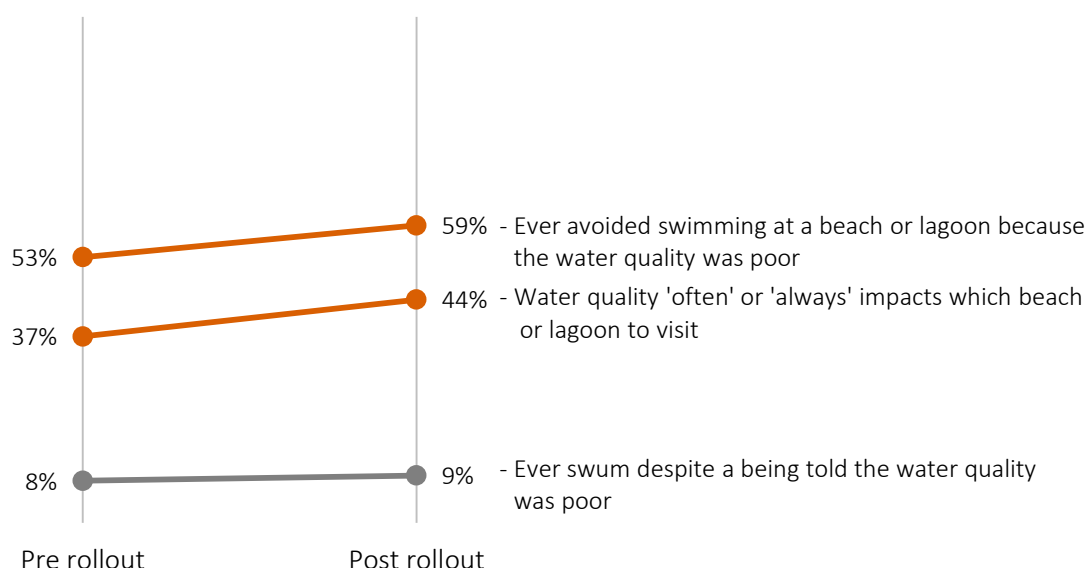 59% - Ever avoided swimming at a beach or lagoon because
53%
the water quality was poor
44% - Water quality 'often' or 'always' impacts which beach
37%
or lagoon to visit
8%
9% - Ever swum despite a being told the water quality
was poor
Pre rollout
Post rollout